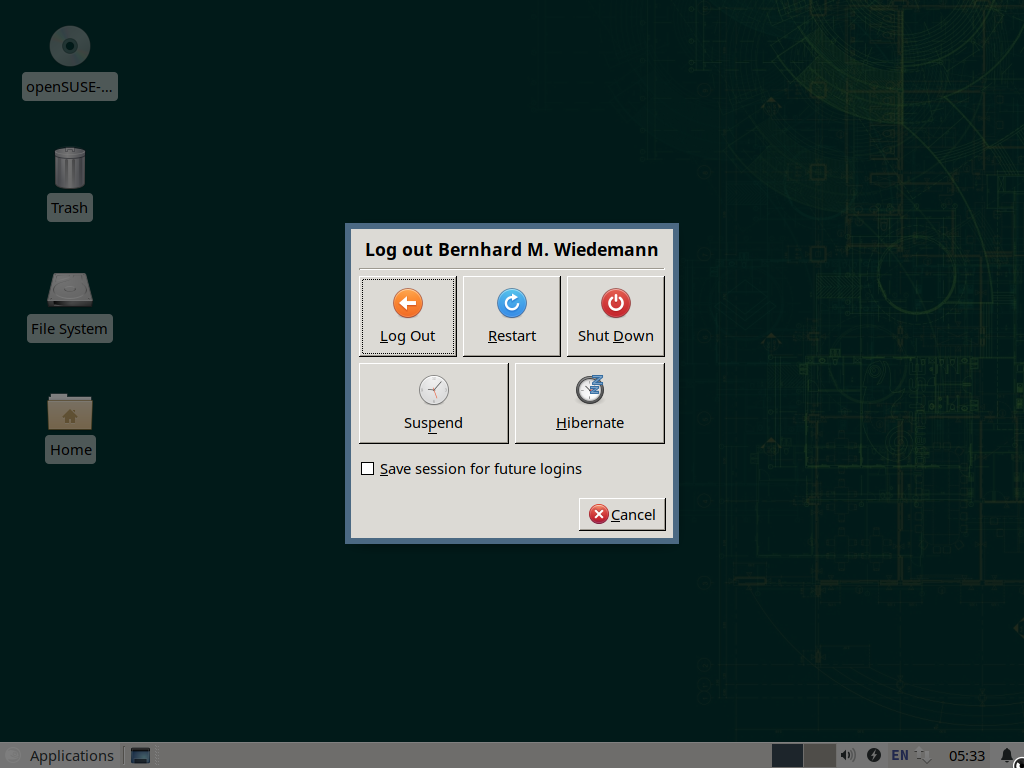 openSUSE-...
Trash
File System
Home
Log out Bernhard M. Wiedemann
Log Out
Restart
Shut Down
Suspend
Hibernate
Save session for future logins
Cancel
Applications
EN
05:33